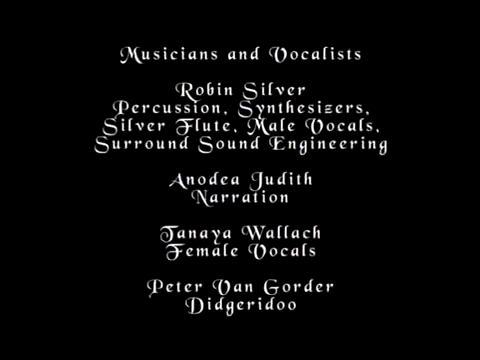 Musicians and Vocalists
Robin Silver
Percussion, Synthesizers,
Silver Flute, Male Vocals,
Surround Sound Engineering
Anodea Judith
Narration
Tanaya Wallach
Female Vocals
Peter Van Gorder
Didgeridoo